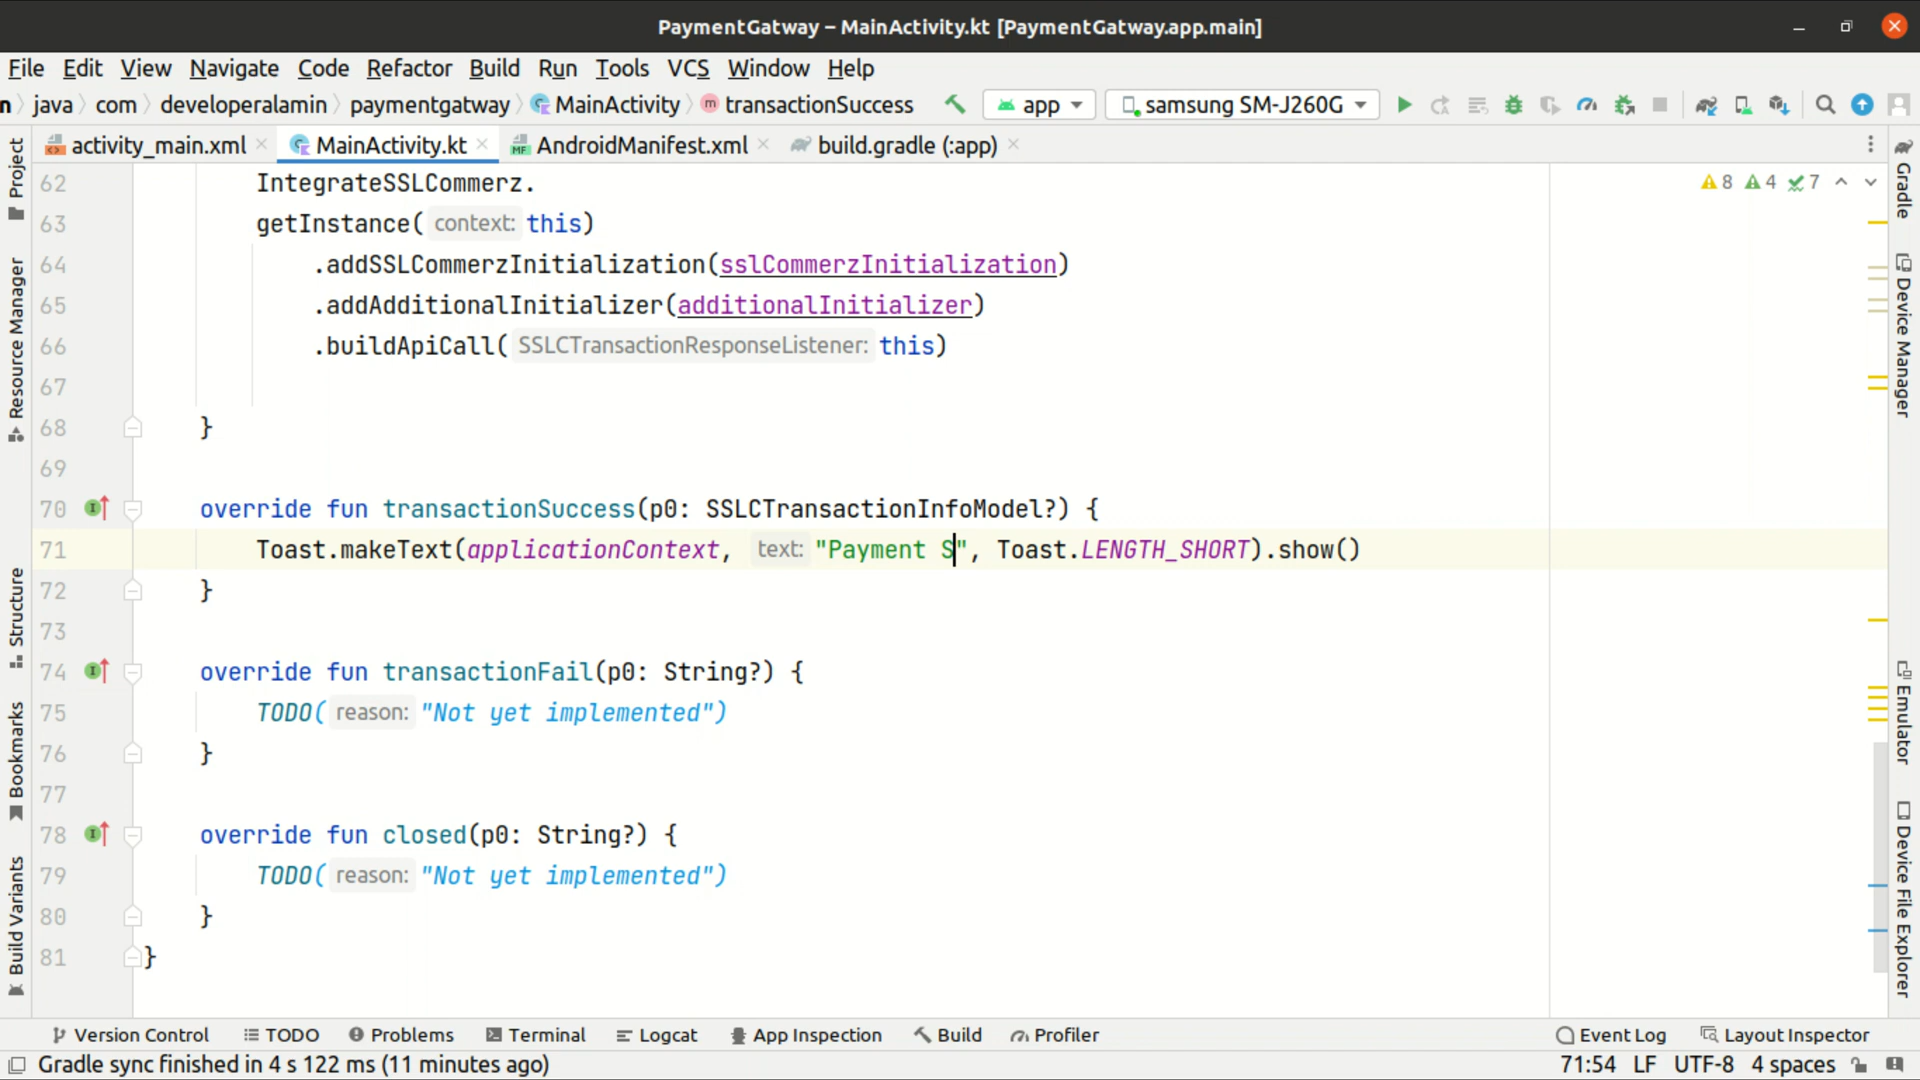 PaymentGatway – MainActivity.kt [PaymentGatway.app.main]
File Edit View Navigate Code Refactor Build Run Tools VCS Window Help
n java com developeralamin paymentgatway MainActivity m transactionSuccess app samsung SM-J260G
activity_main.xml MainActivity.kt MF AndroidManifest.xml build.gradle (:app)
Project
Resource Manager
Structure
Bookmarks
Build Variants
8 4 7
62 IntegrateSSLCommerz.
63 getInstance( context: this)
64 .addSSLCommerzInitialization(sslCommerzInitialization)
65 .addAdditionalInitializer(additionalInitializer)
66 .buildApiCall( SSLCTransactionResponseListener: this)
67
68 }
69
70 override fun transactionSuccess(p0: SSLCTransactionInfoModel?) {
71 Toast.makeText(applicationContext, text: "Payment S", Toast.LENGTH_SHORT).show()
72 }
73
74 override fun transactionFail(p0: String?) {
75 TODO( reason: "Not yet implemented")
76 }
77
78 override fun closed(p0: String?) {
79 TODO( reason: "Not yet implemented")
80 }
81 }
Gradle
Device Manager
Emulator
Device File Explorer
Version Control TODO Problems Terminal Logcat App Inspection Build Profiler Event Log Layout Inspector
Gradle sync finished in 4 s 122 ms (11 minutes ago) 71:54 LF UTF-8 4 spaces